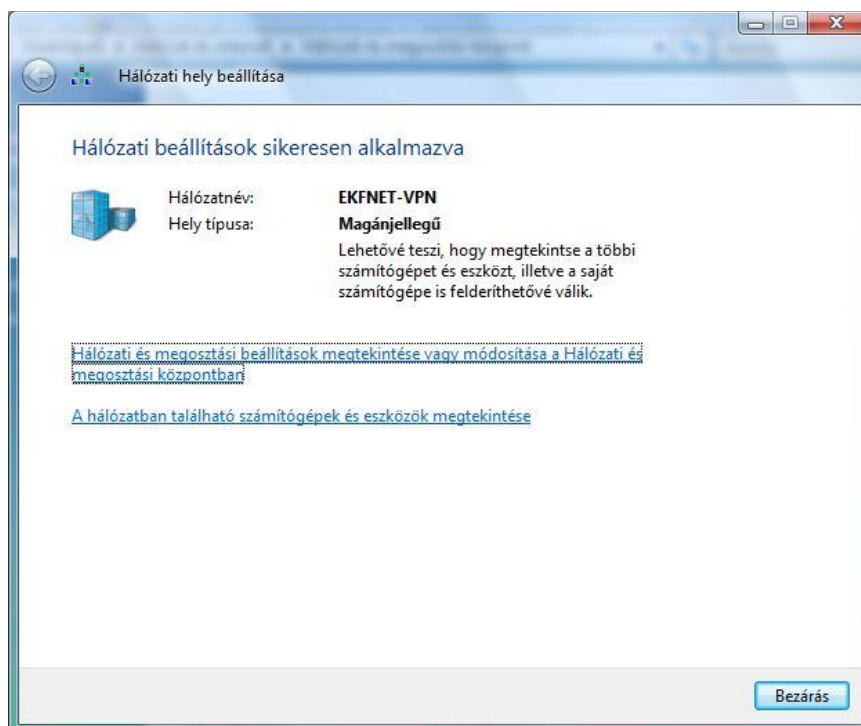 Hálózati hely beállítása
Hálózati beállítások sikeresen alkalmazva
Hálózatnév: EKFNET-VPN
Hely típusa: Magánjellegű
Lehetővé teszi, hogy megtekintse a többi
számítógépet és eszközt, illetve a saját
számítógépe is felderíthetővé válik.
Hálózati és megosztási beállítások megtekintése vagy módosítása a Hálózati és
megosztási központban
A hálózatban található számítógépek és eszközök megtekintése
Bezárás